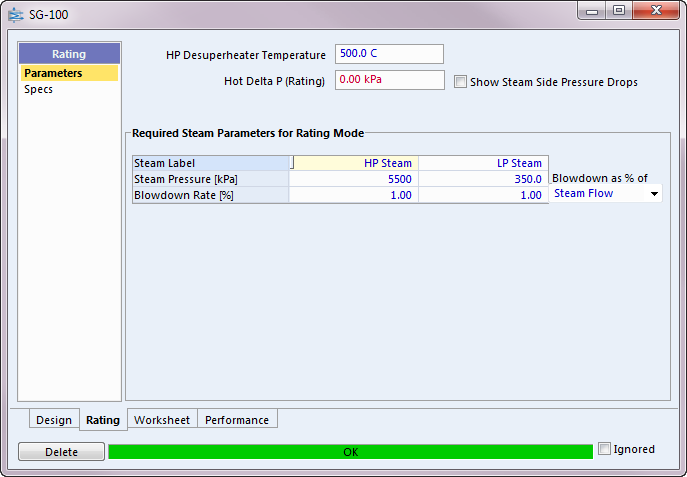 SG-100
Rating
Parameters
Specs
HP Desuperheater Temperature 500.0 C
Hot Delta P (Rating) 0.00 kPa Show Steam Side Pressure Drops
Required Steam Parameters for Rating Mode
Steam Label HP Steam LP Steam
Steam Pressure [kPa] 5500 350.0 Blowdown as % of
Blowdown Rate [%] 1.00 1.00 Steam Flow
Design Rating Worksheet Performance
Delete OK Ignored